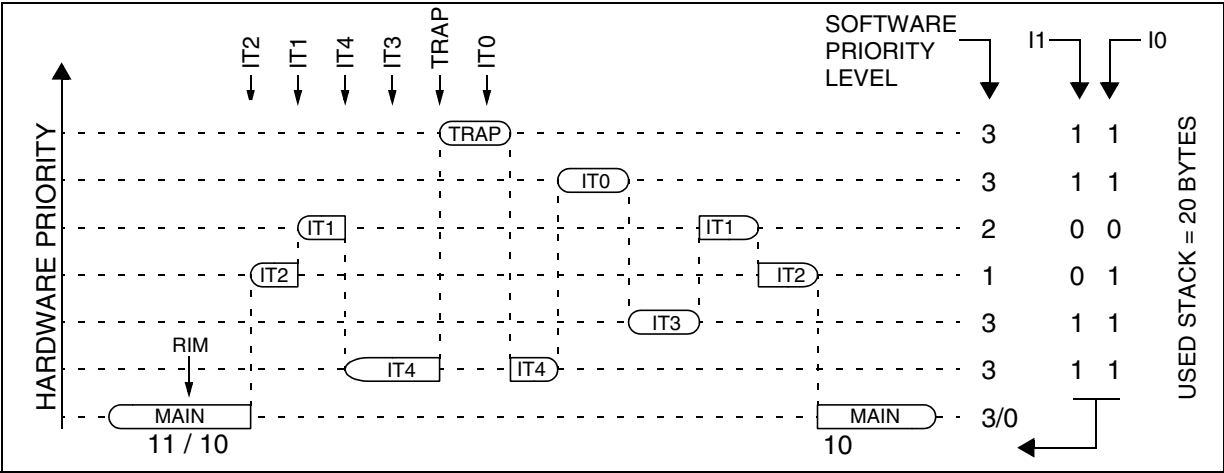 IT2
IT1
IT4
IT3
TRAP
IT0
SOFTWARE
PRIORITY
LEVEL
I1
I0
HARDWARE PRIORITY
TRAP
3
1 1
IT0
3
1 1
IT1
IT1
2
0 0
IT2
IT2
1
0 1
IT3
3
1 1
RIM
IT4
IT4
3
1 1
MAIN
MAIN
3/0
11 / 10
10
USED STACK = 20 BYTES